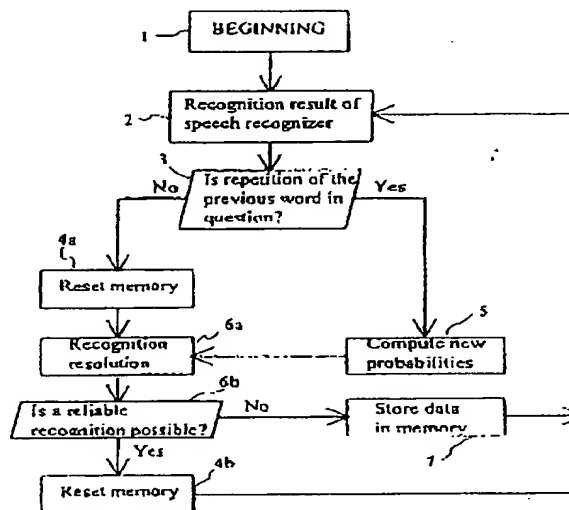 1
BEGINNING
2
Recognition result of
speech recognizer
3
No
Is repetition of the
previous word in
question?
Yes
4a
Reset memory
6a
Recognition
resolution
5
Compute new
probabilities
6b
Is a reliable
recognition possible?
No
Store data
in memory
7
Yes
4b
Reset memory